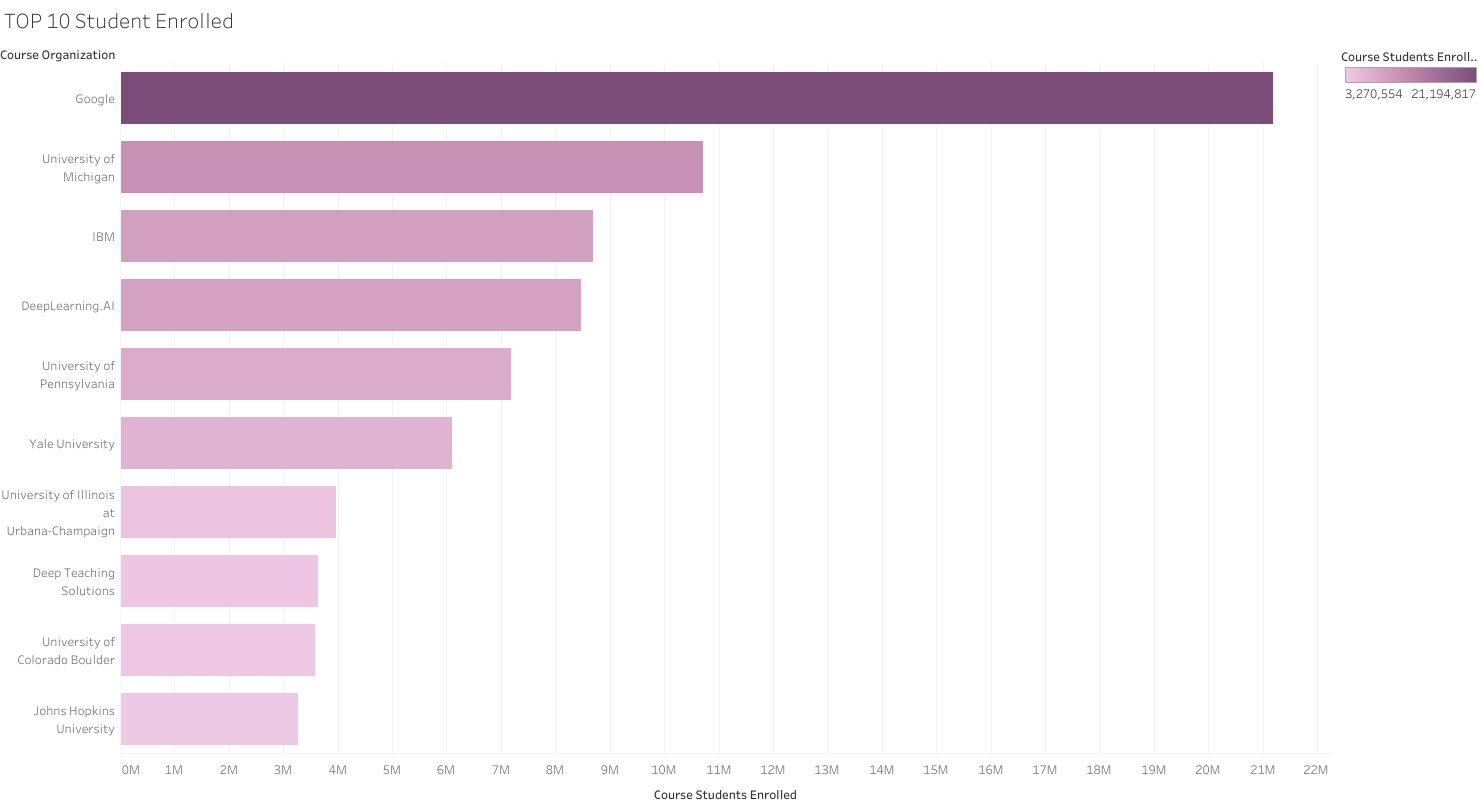 TOP 10 Student Enrolled
Course Organization
Course Students Enroll..
3,270,554 21,194,817
Google
University of
Michigan
IBM
DeepLearning.AI
University of
Pennsylvania
Yale University
University of Illinois
at
Urbana-Champaign
Deep Teaching
Solutions
University of
Colorado Boulder
Johns Hopkins
University
0M 1M 2M 3M 4M 5M 6M 7M 8M 9M 10M 11M 12M 13M 14M 15M 16M 17M 18M 19M 20M 21M 22M
Course Students Enrolled